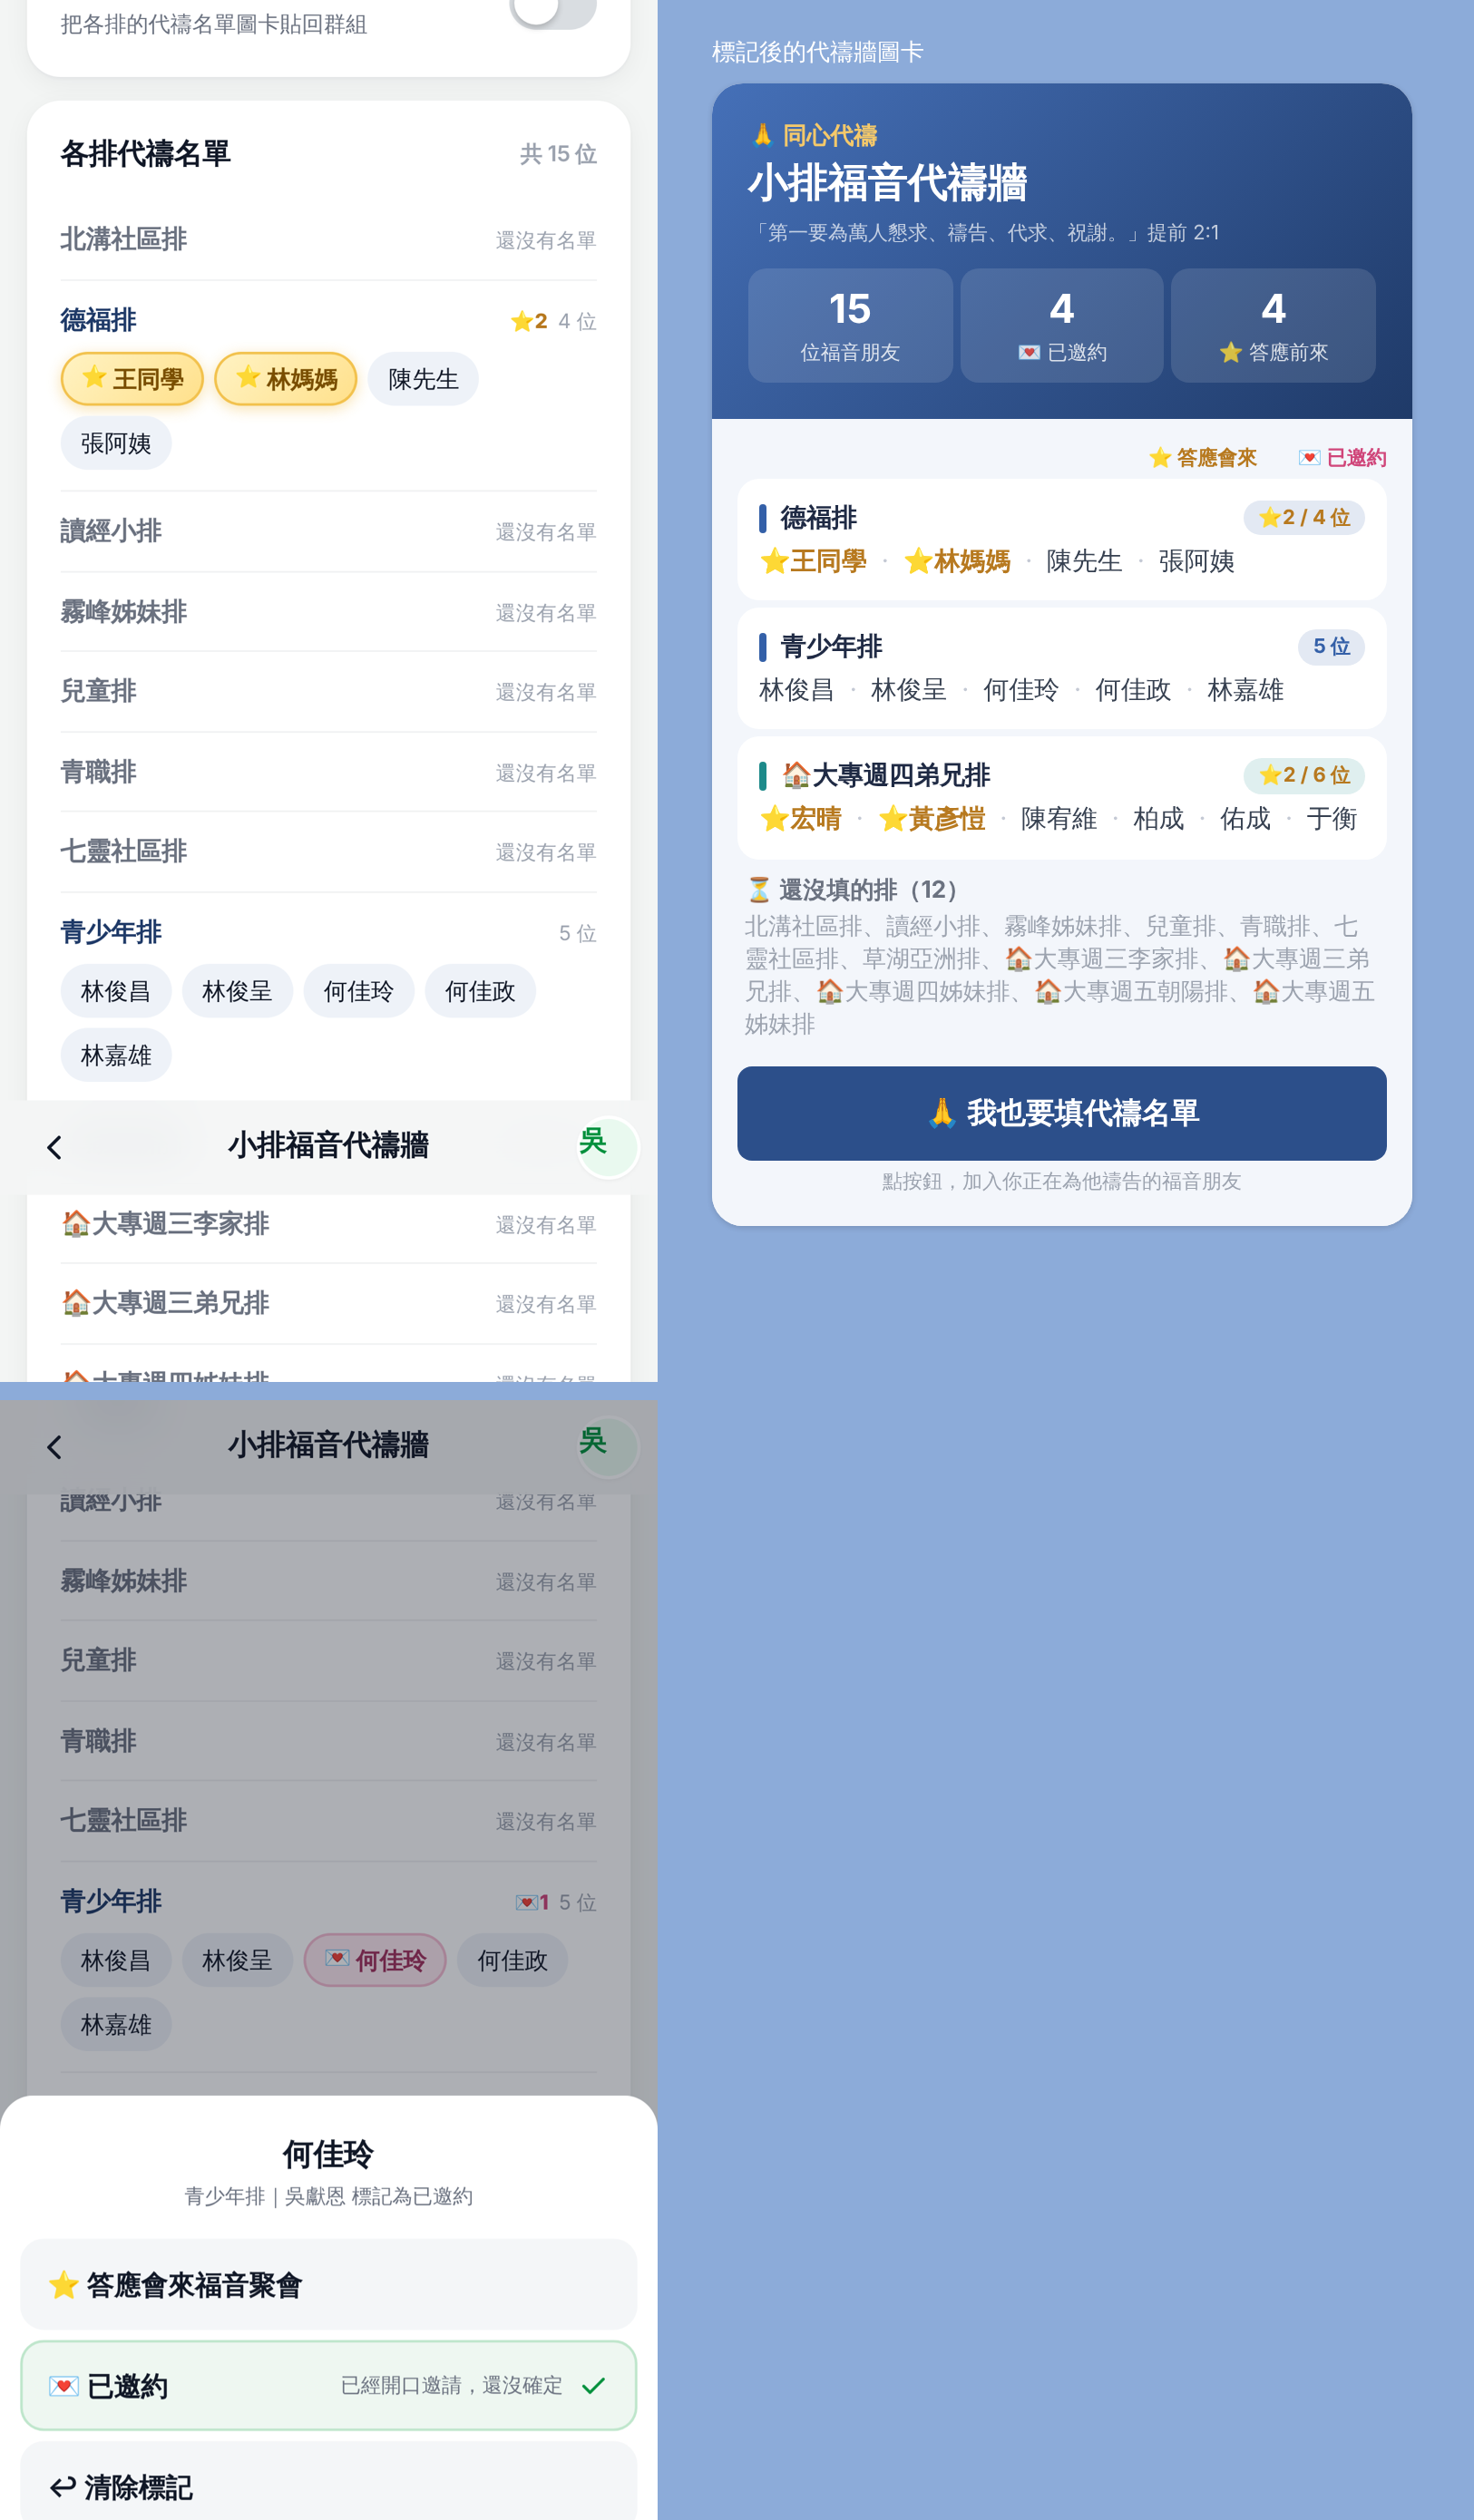 把各排的代禱名單圖卡貼回群組
各排代禱名單 共 15 位
北溝社區排 還沒有名單
德福排 ⭐2 4 位
⭐ 王同學 ⭐ 林媽媽 陳先生
張阿姨
讀經小排 還沒有名單
霧峰姊妹排 還沒有名單
兒童排 還沒有名單
青職排 還沒有名單
七靈社區排 還沒有名單
青少年排 5 位
林俊昌 林俊呈 何佳玲 何佳政
林嘉雄
小排福音代禱牆 吳
🏠大專週三李家排 還沒有名單
🏠大專週三弟兄排 還沒有名單
🏠大專週四姊妹排 還沒有名單
小排福音代禱牆 吳
讀經小排 還沒有名單
霧峰姊妹排 還沒有名單
兒童排 還沒有名單
青職排 還沒有名單
七靈社區排 還沒有名單
青少年排 💌1 5 位
林俊昌 林俊呈 💌 何佳玲 何佳政
林嘉雄
何佳玲
青少年排｜吳獻恩 標記為已邀約
⭐ 答應會來福音聚會
💌 已邀約 已經開口邀請，還沒確定 ✓
↩ 清除標記
標記後的代禱牆圖卡
🙏 同心代禱
小排福音代禱牆
「第一要為萬人懇求、禱告、代求、祝謝。」提前 2:1
15 4 4
位福音朋友 💌 已邀約 ⭐ 答應前來
⭐ 答應會來 💌 已邀約
德福排 ⭐2 / 4 位
⭐王同學 · ⭐林媽媽 · 陳先生 · 張阿姨
青少年排 5 位
林俊昌 · 林俊呈 · 何佳玲 · 何佳政 · 林嘉雄
🏠大專週四弟兄排 ⭐2 / 6 位
⭐宏晴 · ⭐黃彥愷 · 陳宥維 · 柏成 · 佑成 · 于衡
⏳ 還沒填的排（12）
北溝社區排、讀經小排、霧峰姊妹排、兒童排、青職排、七
靈社區排、草湖亞洲排、🏠大專週三李家排、🏠大專週三弟
兄排、🏠大專週四姊妹排、🏠大專週五朝陽排、🏠大專週五
姊妹排
🙏 我也要填代禱名單
點按鈕，加入你正在為他禱告的福音朋友